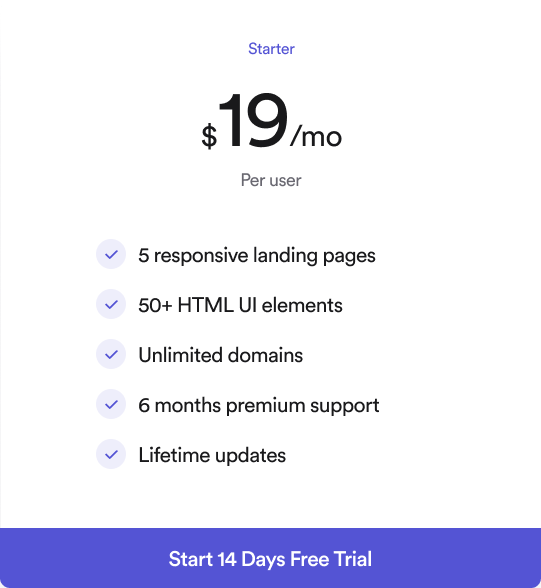 Starter
$19/mo
Per user
5 responsive landing pages
50+ HTML UI elements
Unlimited domains
6 months premium support
Lifetime updates
Start 14 Days Free Trial